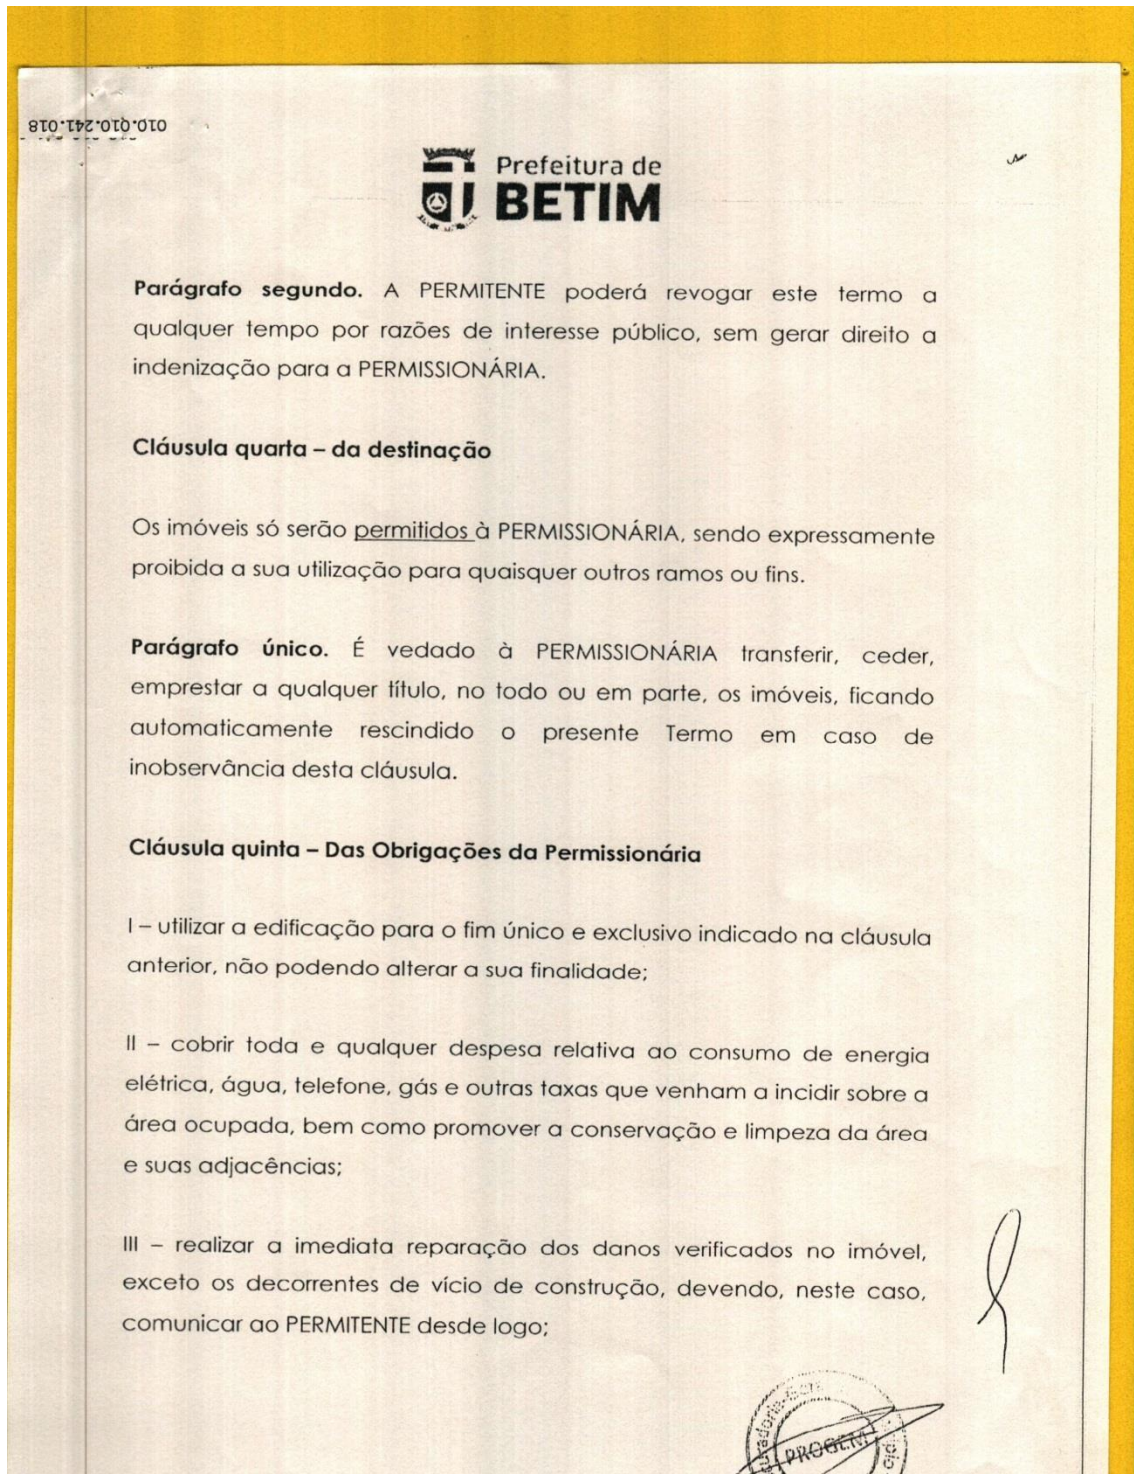 010.010.241.018
Prefeitura de
BETIM
Parágrafo segundo. A PERMITENTE poderá revogar este termo a
qualquer tempo por razões de interesse público, sem gerar direito a
indenização para a PERMISSIONÁRIA.
Cláusula quarta – da destinação
Os imóveis só serão permitidos à PERMISSIONÁRIA, sendo expressamente
proibida a sua utilização para quaisquer outros ramos ou fins.
Parágrafo único. É vedado à PERMISSIONÁRIA transferir, ceder,
emprestar a qualquer título, no todo ou em parte, os imóveis, ficando
automaticamente rescindido o presente Termo em caso de
inobservância desta cláusula.
Cláusula quinta – Das Obrigações da Permissionária
I – utilizar a edificação para o fim único e exclusivo indicado na cláusula
anterior, não podendo alterar a sua finalidade;
II – cobrir toda e qualquer despesa relativa ao consumo de energia
elétrica, água, telefone, gás e outras taxas que venham a incidir sobre a
área ocupada, bem como promover a conservação e limpeza da área
e suas adjacências;
III – realizar a imediata reparação dos danos verificados no imóvel,
exceto os decorrentes de vício de construção, devendo, neste caso,
comunicar ao PERMITENTE desde logo;
PROGEM